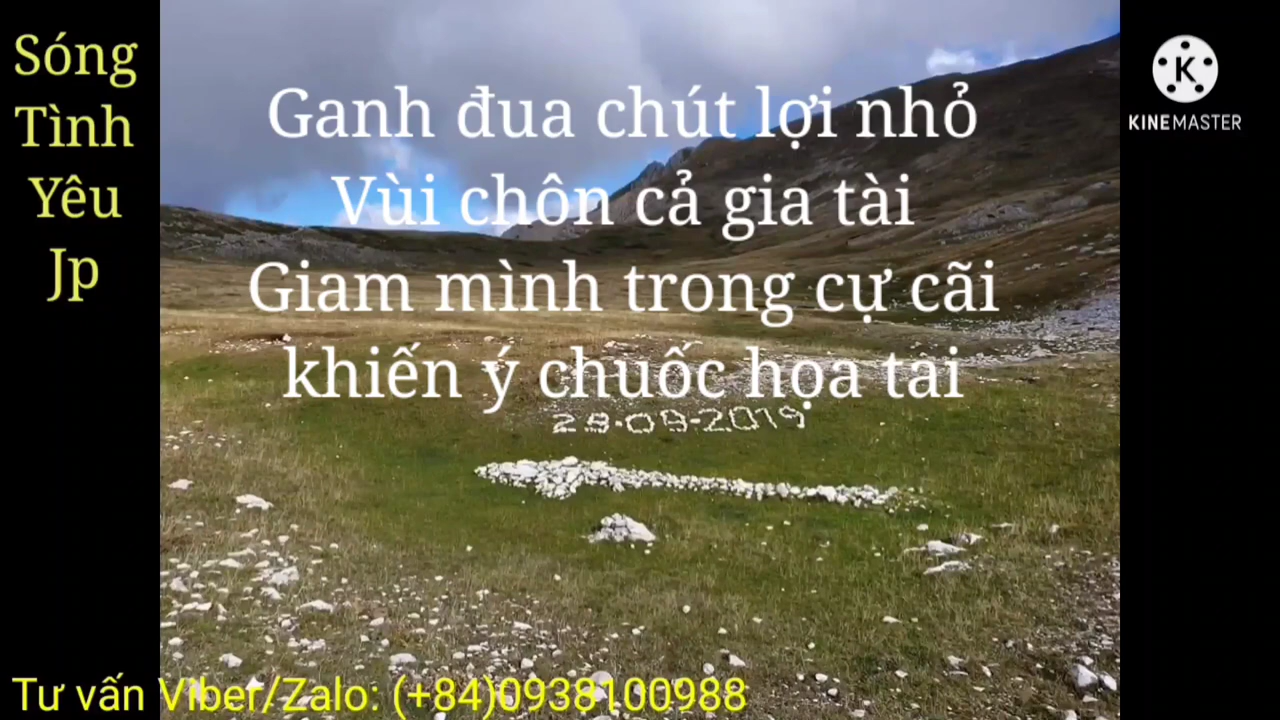 Sóng
Tình
Yêu
Jp
Ganh đua chút lợi nhỏ
Vùi chôn cả gia tài
Giam mình trong cự cãi
khiến ý chuốc họa tai
29-09-2019
K
KINEMASTER
Tư vấn Viber/Zalo: (+84)0938100988